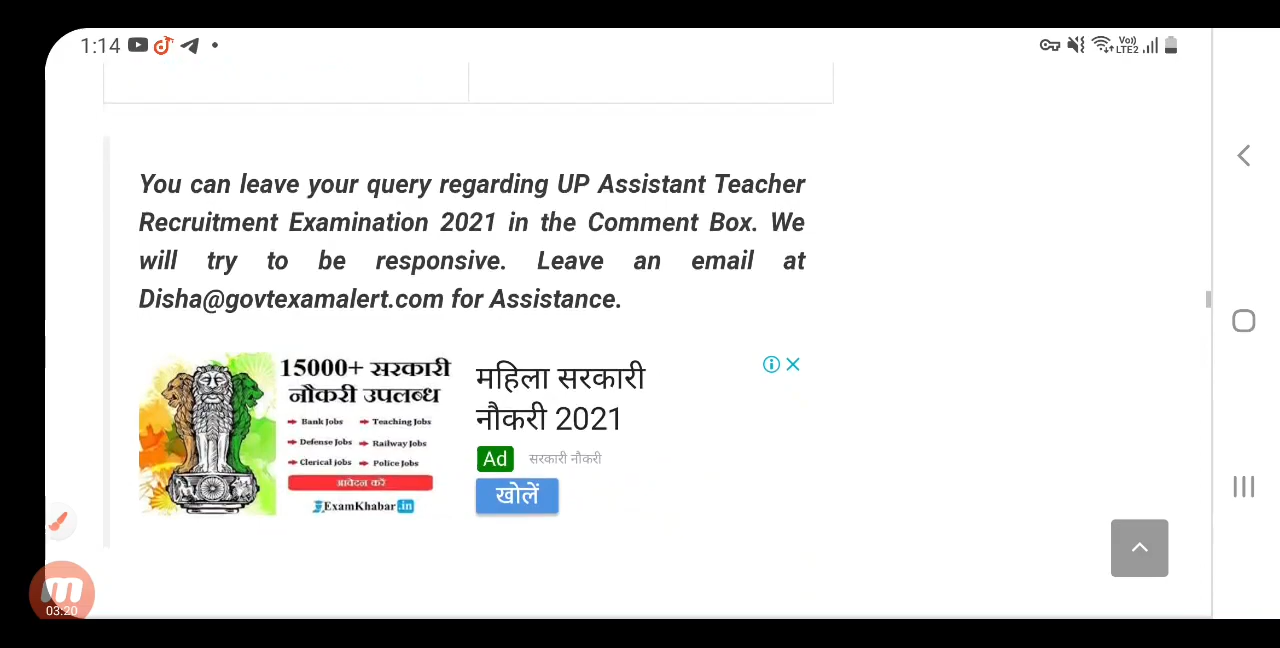 1:14
Vo))
LTE2
You can leave your query regarding UP Assistant Teacher
Recruitment Examination 2021 in the Comment Box. We
will try to be responsive. Leave an email at
Disha@govtexamalert.com for Assistance.
15000+ सरकारी
नौकरी उपलब्ध
Bank Jobs Teaching Jobs
Defense Jobs Railway Jobs
Clerical jobs Police Jobs
आवेदन करें
ExamKhabar.in
महिला सरकारी
नौकरी 2021
Ad सरकारी नौकरी
खोलें
m
03:20